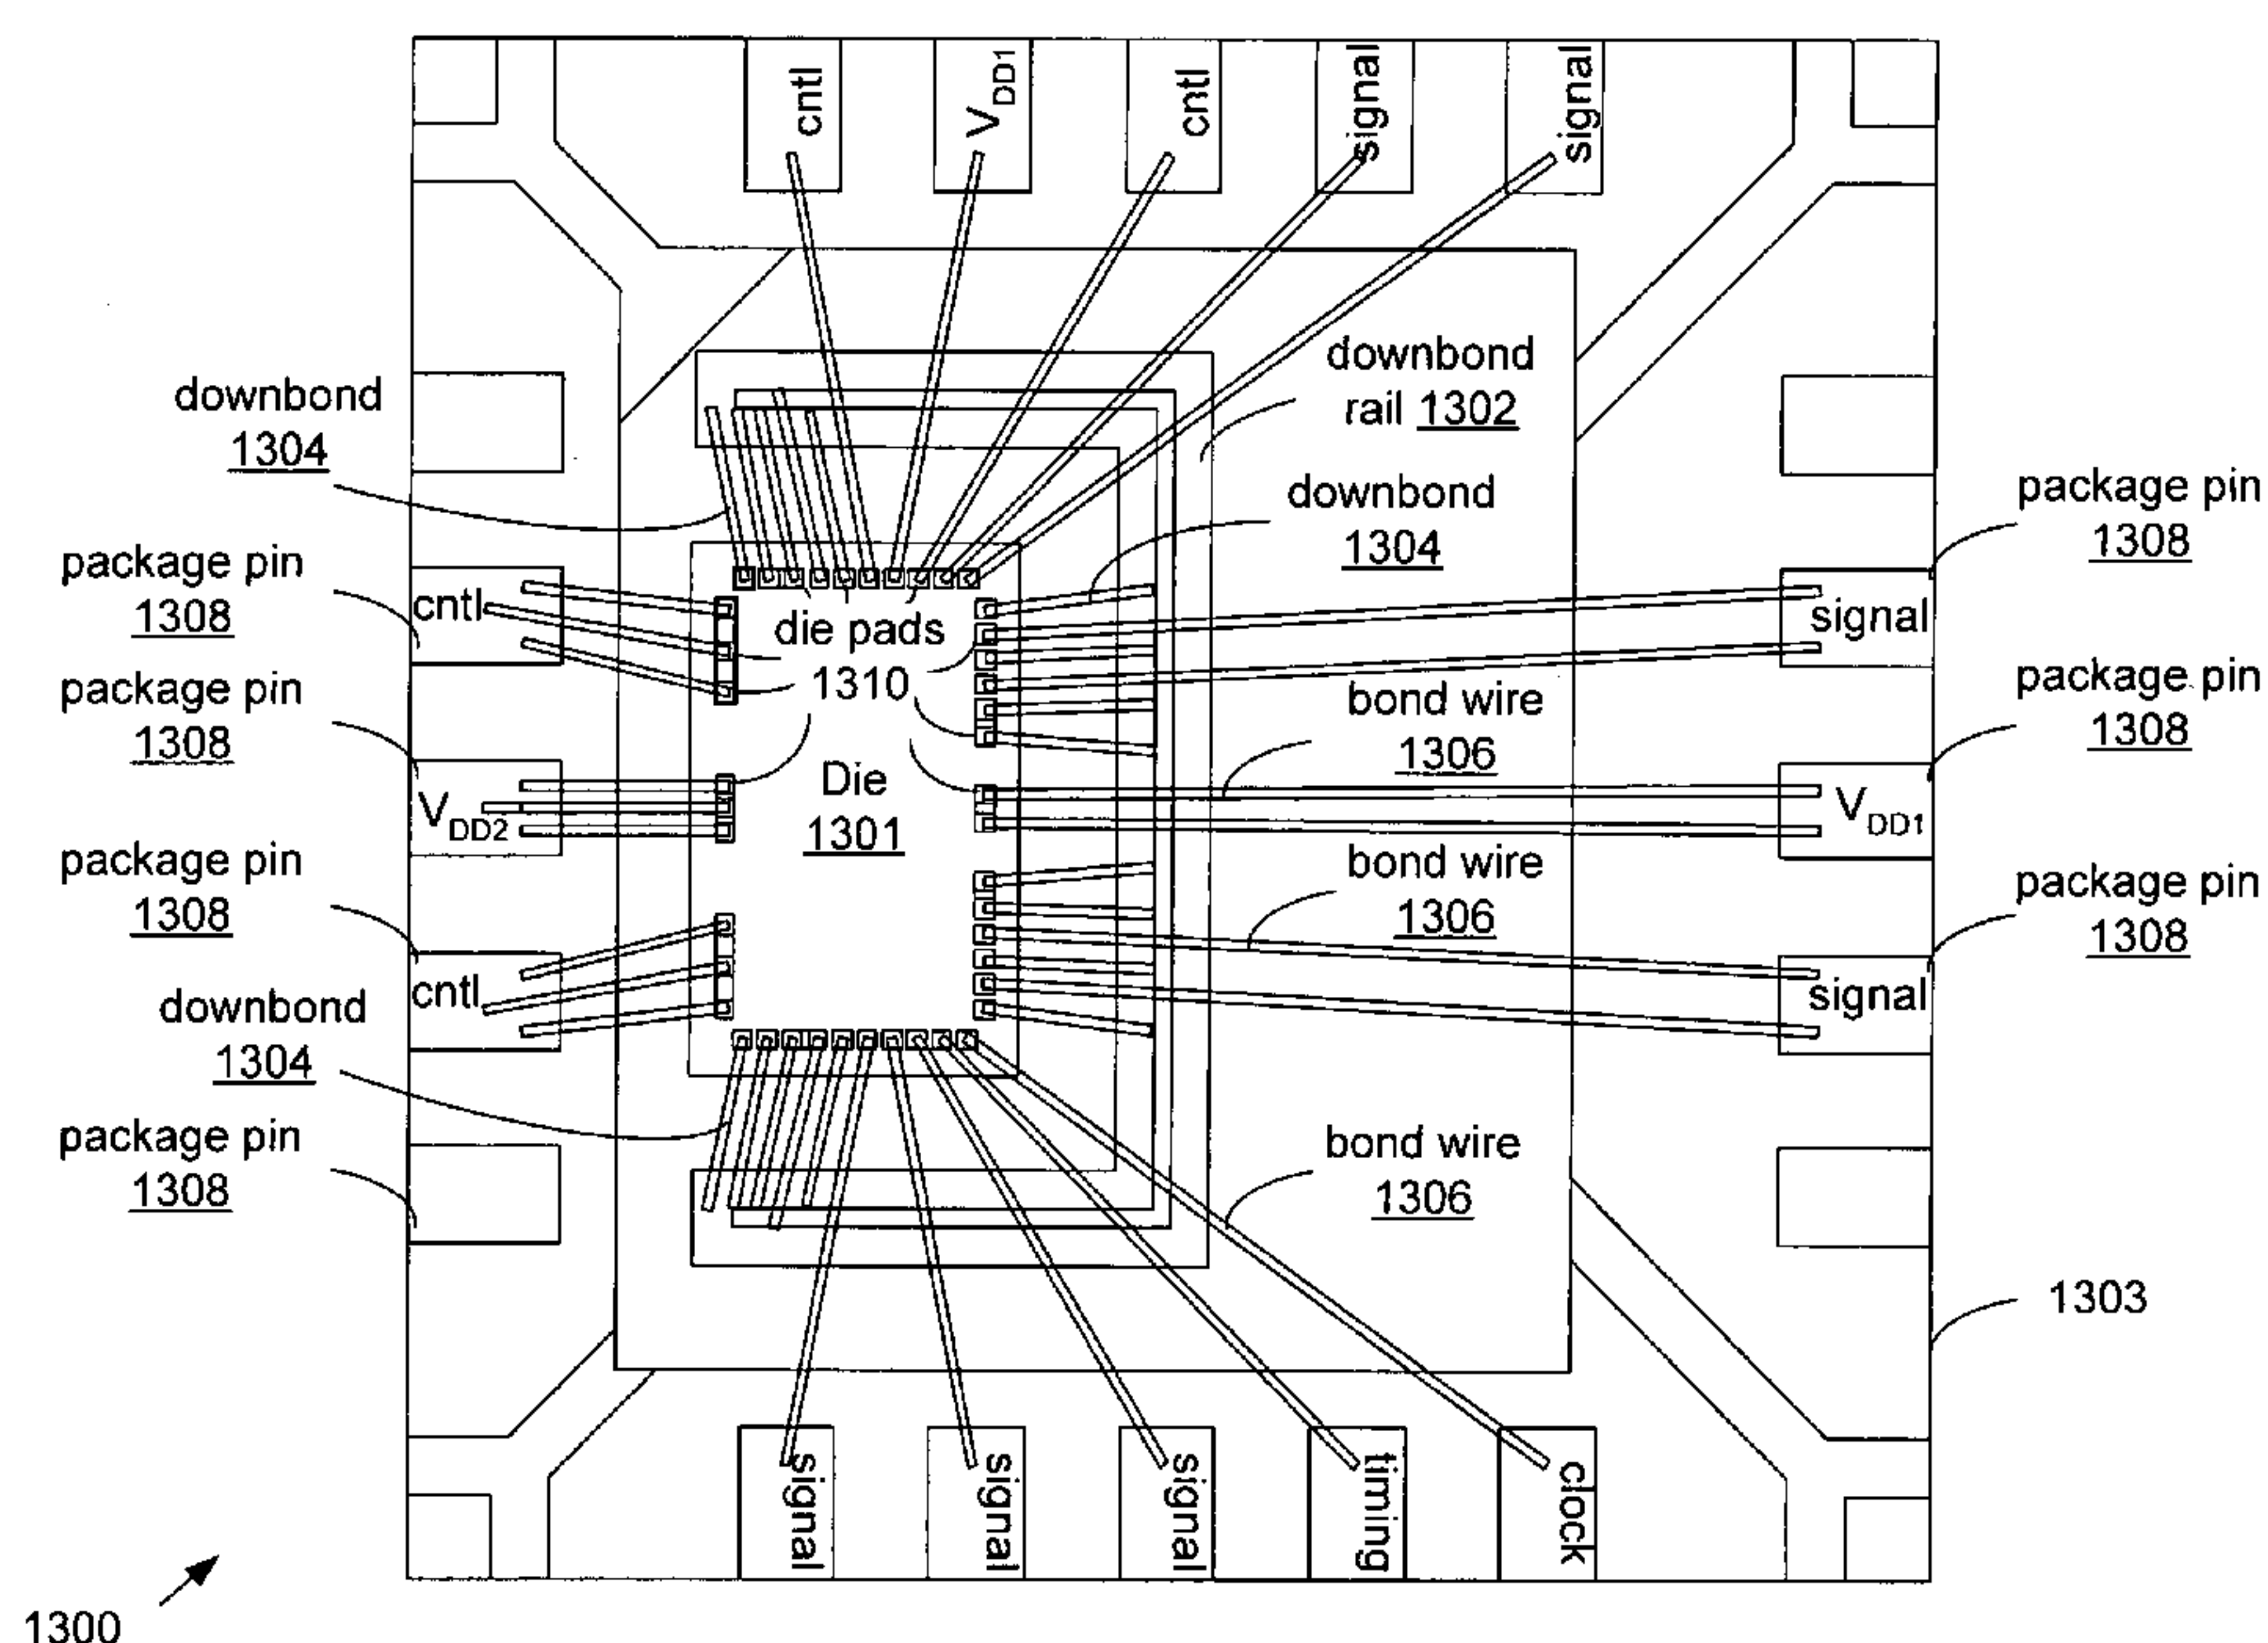 cntl
VDD1
cntl
signal
signal
downbond
1304
downbond
rail 1302
downbond
1304
package pin
1308
package pin
1308
cntl
die pads
1310
signal
package pin
1308
bond wire
1306
package pin
1308
VDD2
Die
1301
VDD1
package pin
1308
bond wire
1306
package pin
1308
cntl
signal
downbond
1304
package pin
1308
bond wire
1306
1303
signal
signal
signal
timing
clock
1300